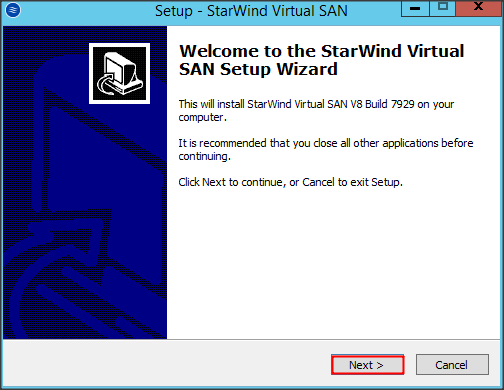 Setup - StarWind Virtual SAN
Welcome to the StarWind Virtual
SAN Setup Wizard
This will install StarWind Virtual SAN V8 Build 7929 on your
computer.
It is recommended that you close all other applications before
continuing.
Click Next to continue, or Cancel to exit Setup.
Next >
Cancel